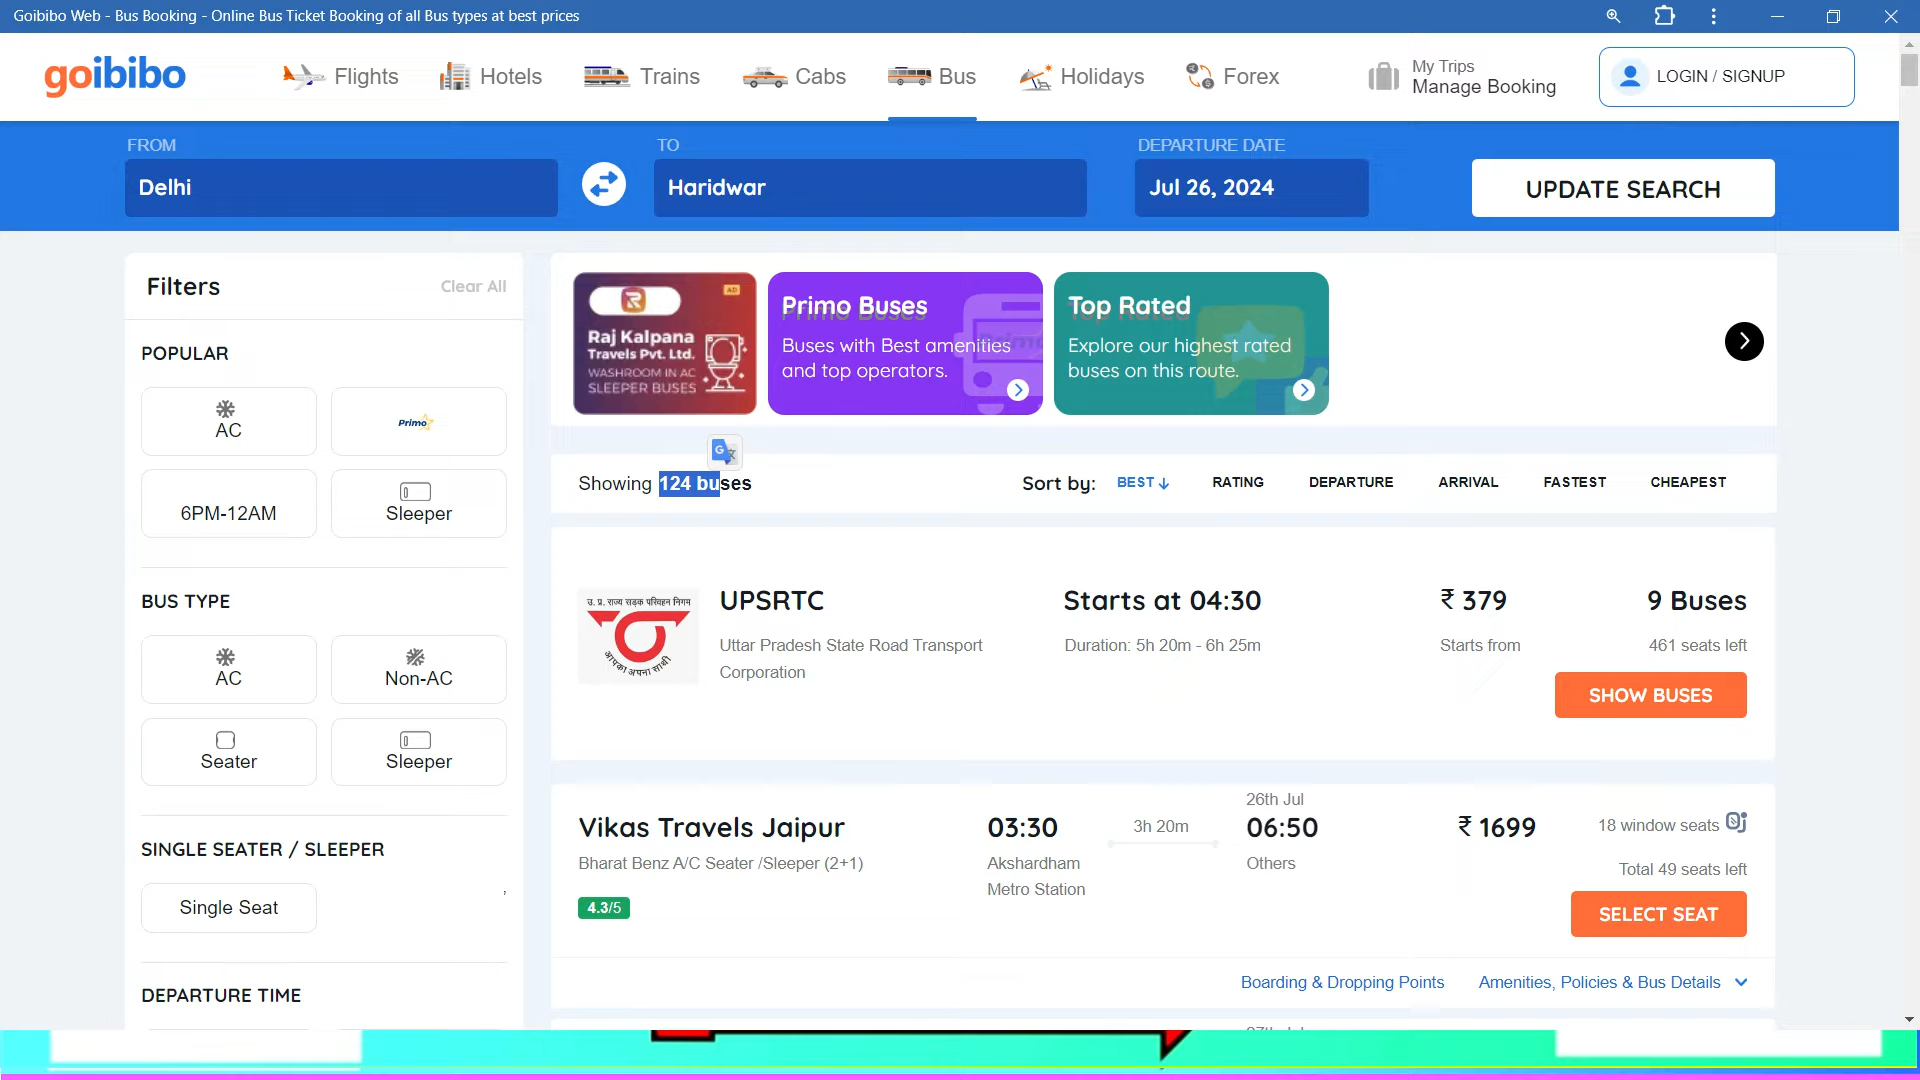 Goibibo Web - Bus Booking - Online Bus Ticket Booking of all Bus types at best prices
goibibo
Flights
Hotels
Trains
Cabs
Bus
Holidays
Forex
My Trips
Manage Booking
LOGIN / SIGNUP
FROM
TO
DEPARTURE DATE
Delhi
Haridwar
Jul 26, 2024
UPDATE SEARCH
Filters
Clear All
POPULAR
AC
Primo
6PM-12AM
Sleeper
BUS TYPE
AC
Non-AC
Seater
Sleeper
SINGLE SEATER / SLEEPER
Single Seat
DEPARTURE TIME
AD
Raj Kalpana
Travels Pvt. Ltd.
WASHROOM IN AC
SLEEPER BUSES
Primo Buses
Buses with Best amenities
and top operators.
Top Rated
Explore our highest rated
buses on this route.
Showing 124 buses
Sort by:
BEST
RATING
DEPARTURE
ARRIVAL
FASTEST
CHEAPEST
उ. प्र. राज्य सड़क परिवहन निगम
आपका अपना साथी
UPSRTC
Uttar Pradesh State Road Transport
Corporation
Starts at 04:30
Duration: 5h 20m - 6h 25m
₹ 379
Starts from
9 Buses
461 seats left
SHOW BUSES
Vikas Travels Jaipur
Bharat Benz A/C Seater /Sleeper (2+1)
4.3/5
03:30
Akshardham
Metro Station
3h 20m
26th Jul
06:50
Others
₹ 1699
18 window seats
Total 49 seats left
SELECT SEAT
Boarding & Dropping Points
Amenities, Policies & Bus Details